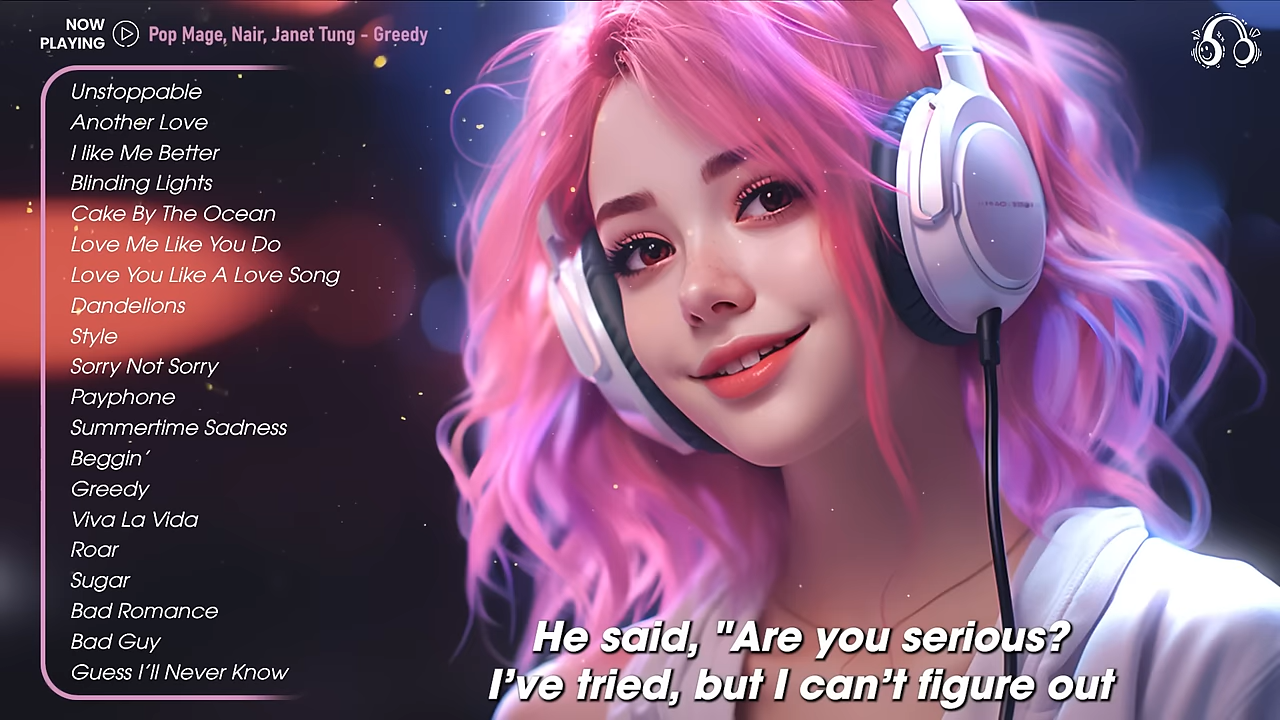 NOW
PLAYING
Pop Mage, Nair, Janet Tung - Greedy
Unstoppable
Another Love
I like Me Better
Blinding Lights
Cake By The Ocean
Love Me Like You Do
Love You Like A Love Song
Dandelions
Style
Sorry Not Sorry
Payphone
Summertime Sadness
Beggin’
Greedy
Viva La Vida
Roar
Sugar
Bad Romance
Bad Guy
Guess I’ll Never Know
He said, "Are you serious?
I’ve tried, but I can’t figure out